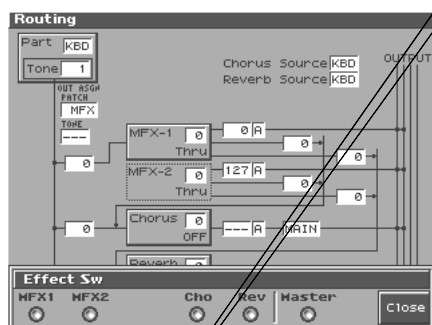 Routing
Part KBD
Tone 1
Chorus Source KBD
Reverb Source KBD
OUTPUT
OUT ASGN
PATCH
MFX
TONE
---
0 MFX-1 0 0 A
Thru 0 0
MFX-2 0 127 A
Thru 0 0
0 Chorus 0 --- A MAIN
OFF
Reverb 0
Effect Sw
MFX1 MFX2 Cho Rev Master
Close